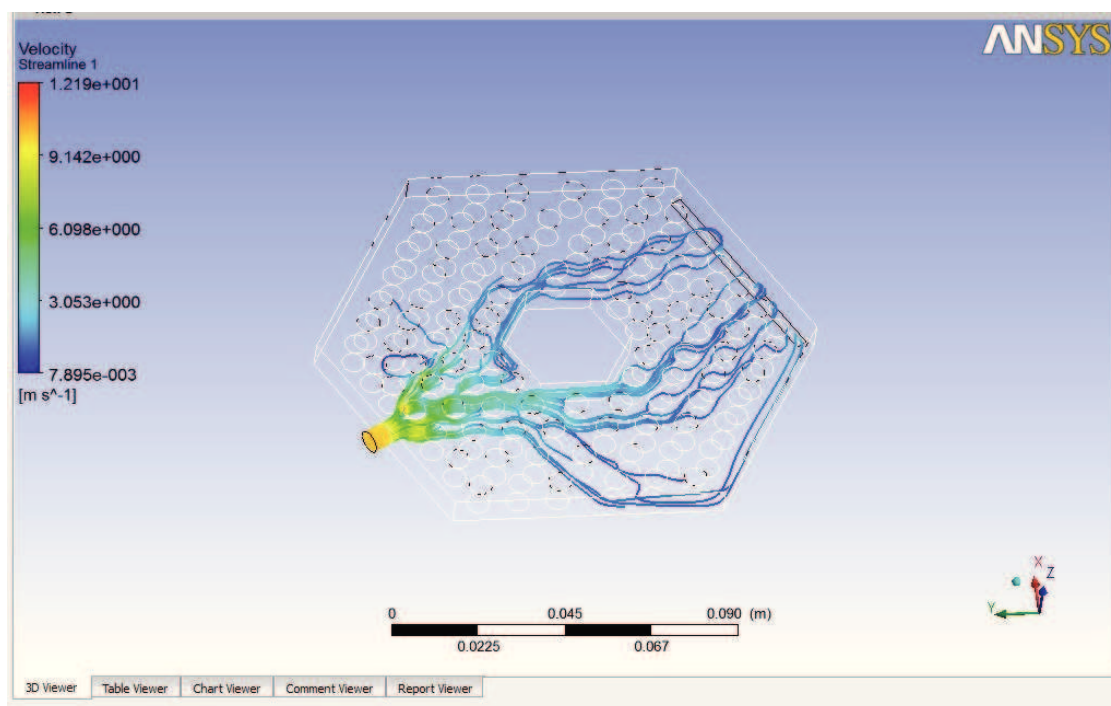 Velocity
Streamline 1
1.219e+001
9.142e+000
6.098e+000
3.053e+000
7.895e-003
[m s^-1]
ANSYS
X
Z
Y
0 0.045 0.090 (m)
0.0225 0.067
3D Viewer Table Viewer Chart Viewer Comment Viewer Report Viewer